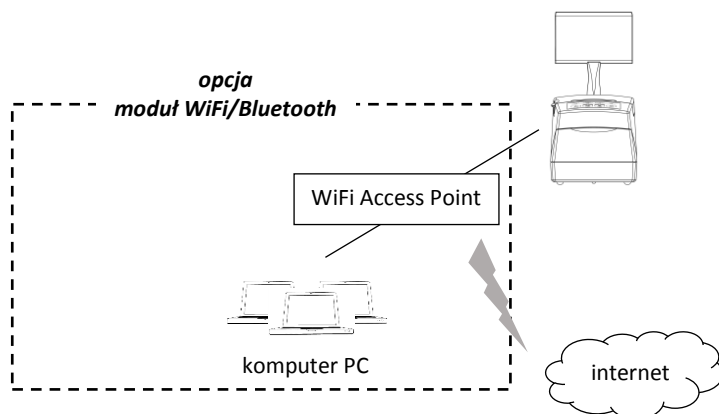 opcja
moduł WiFi/Bluetooth
WiFi Access Point
komputer PC
internet